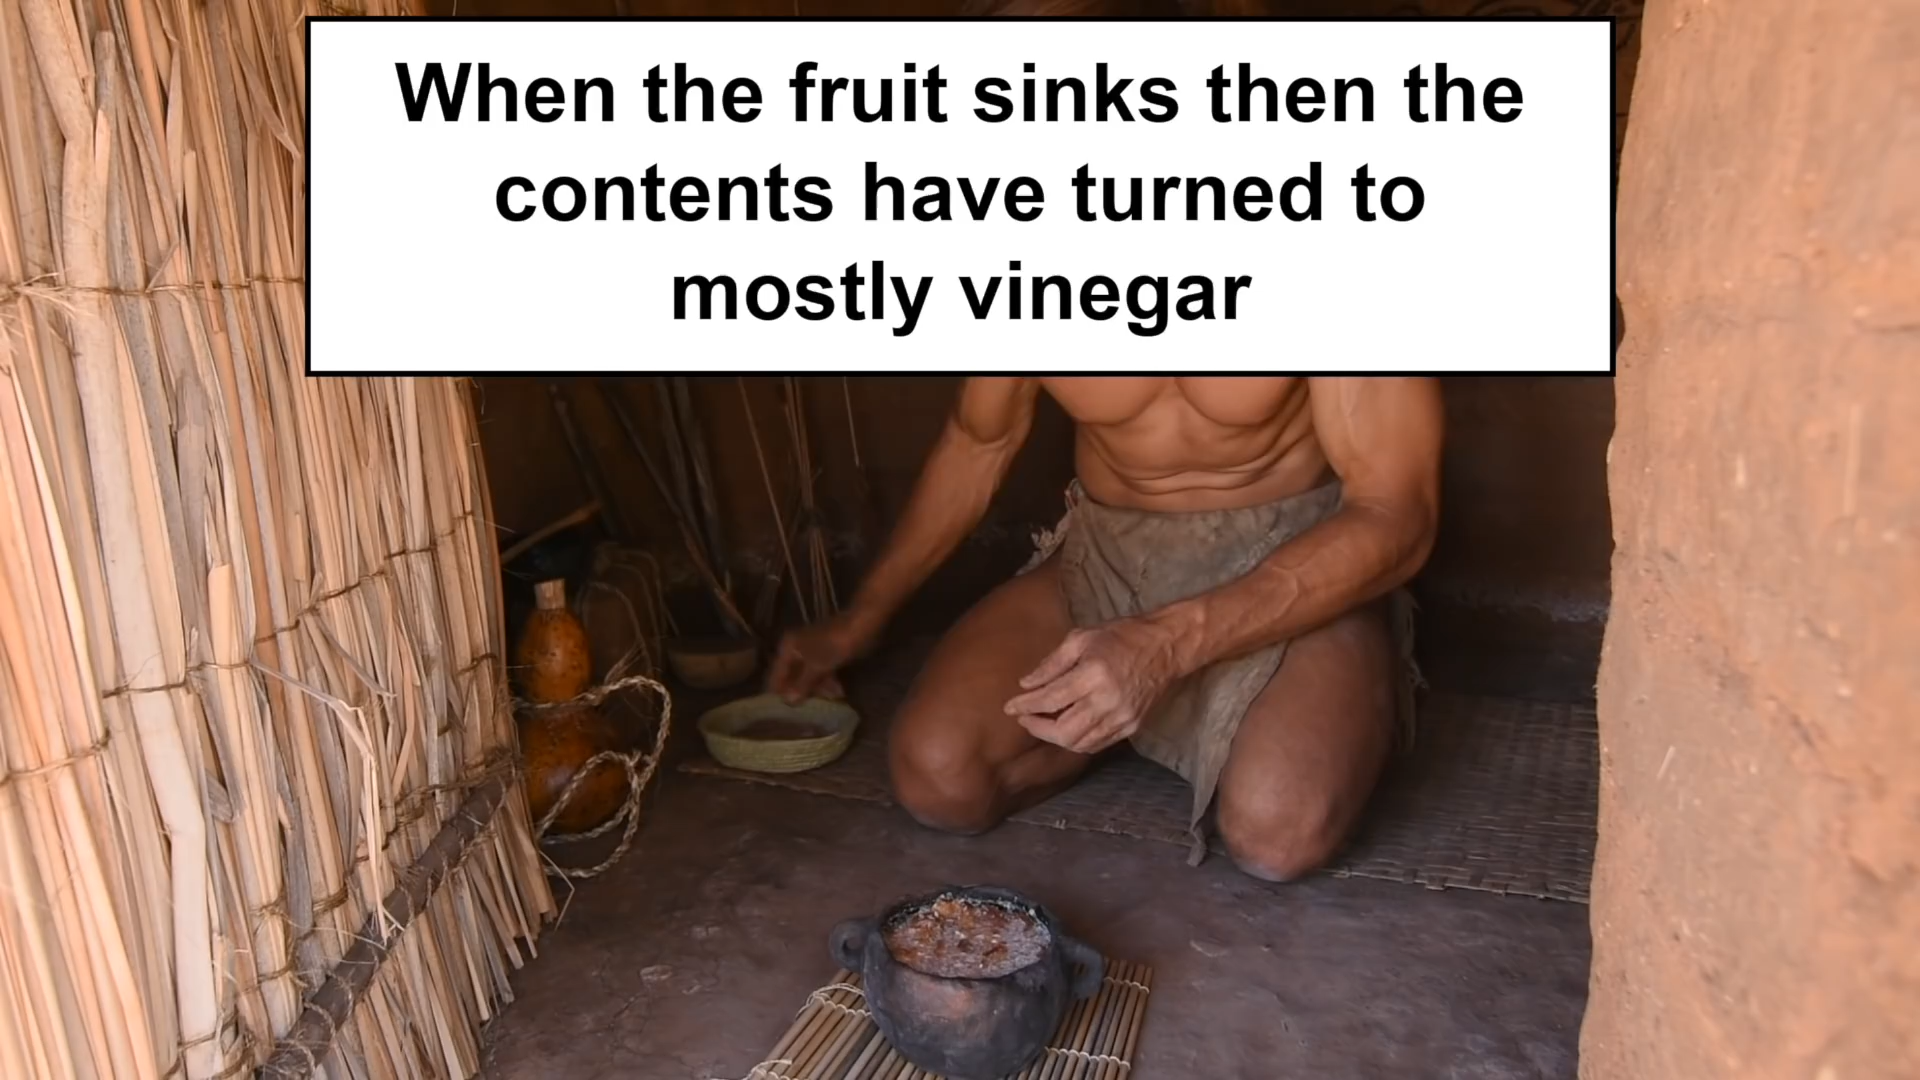 When the fruit sinks then the
contents have turned to
mostly vinegar